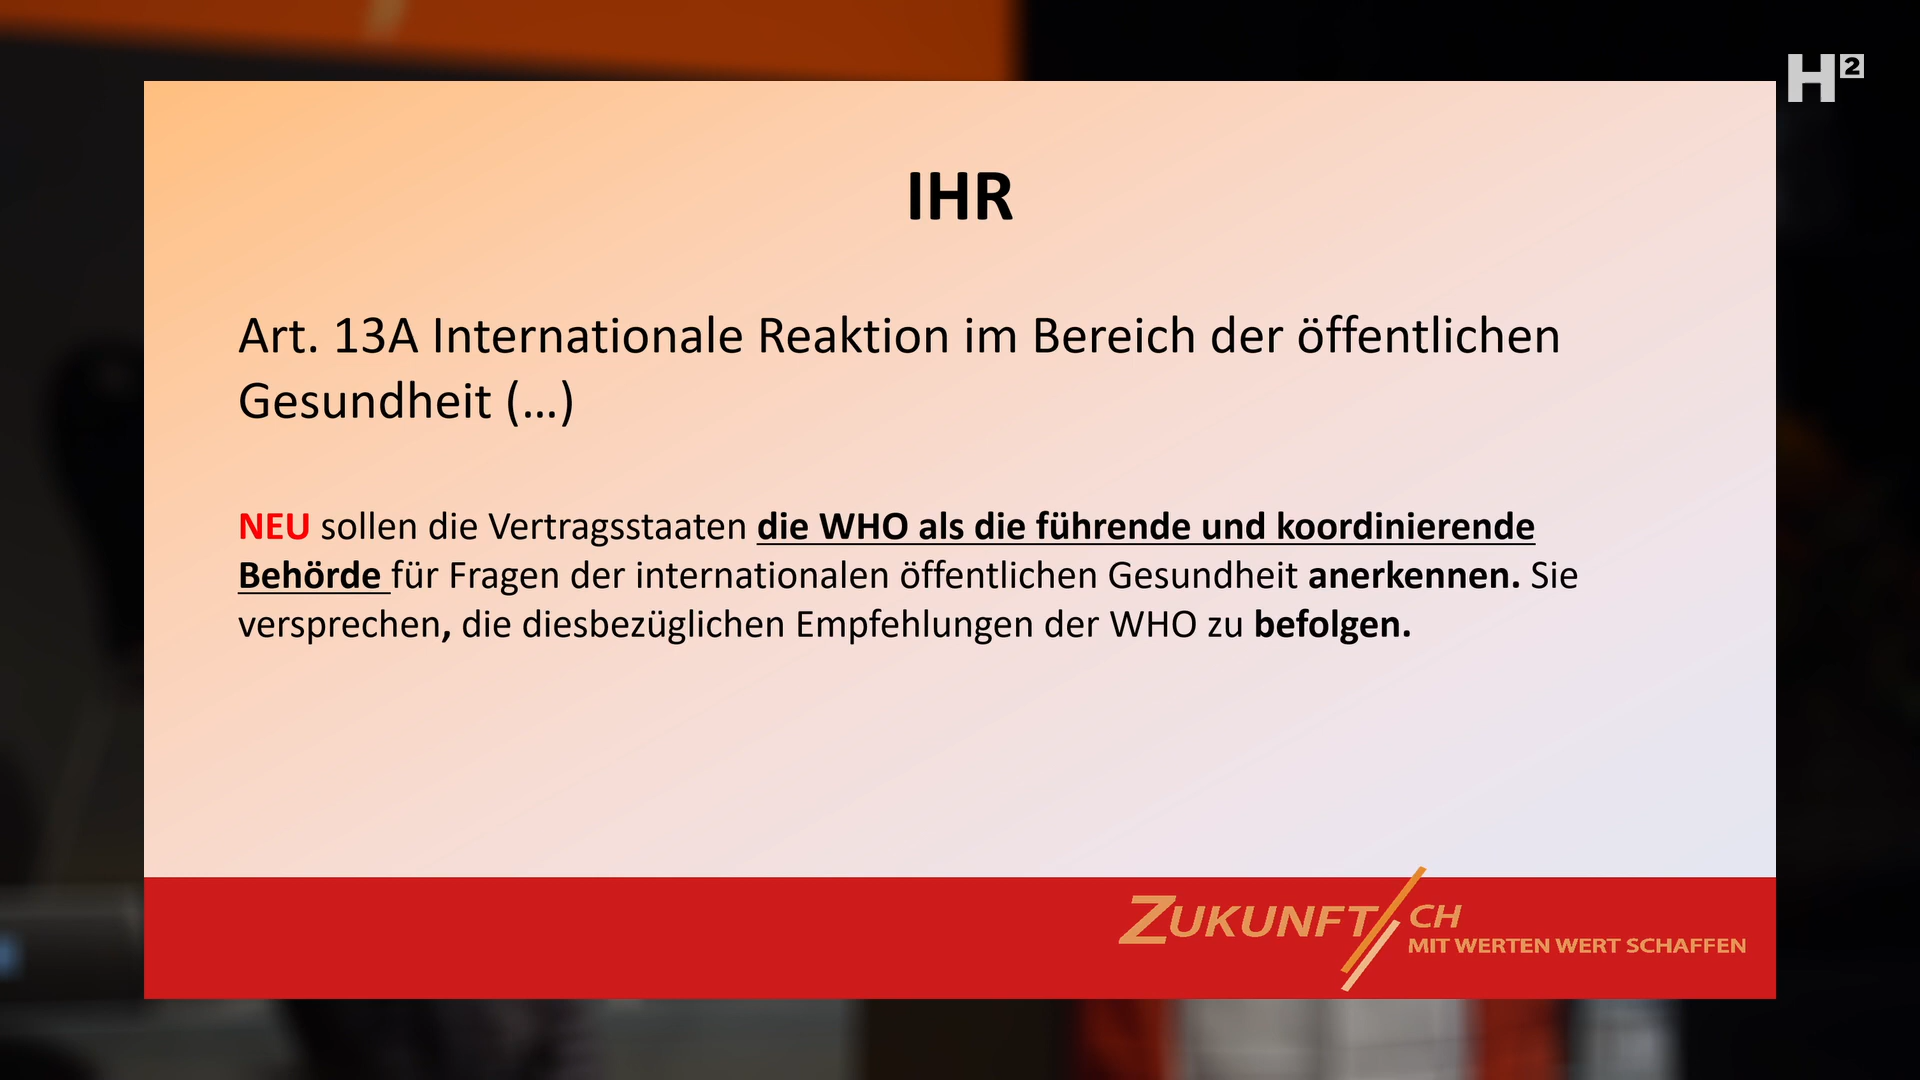 H²
IHR
Art. 13A Internationale Reaktion im Bereich der öffentlichen
Gesundheit (...)
NEU sollen die Vertragsstaaten die WHO als die führende und koordinierende
Behörde für Fragen der internationalen öffentlichen Gesundheit anerkennen. Sie
versprechen, die diesbezüglichen Empfehlungen der WHO zu befolgen.
ZUKUNFT CH
MIT WERTEN WERT SCHAFFEN